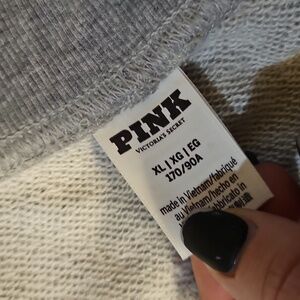 PINK
VICTORIA'S SECRET
XL | XG | EG
170/90A
made in Vietnam/fabriqué
au Vietnam/hecho en